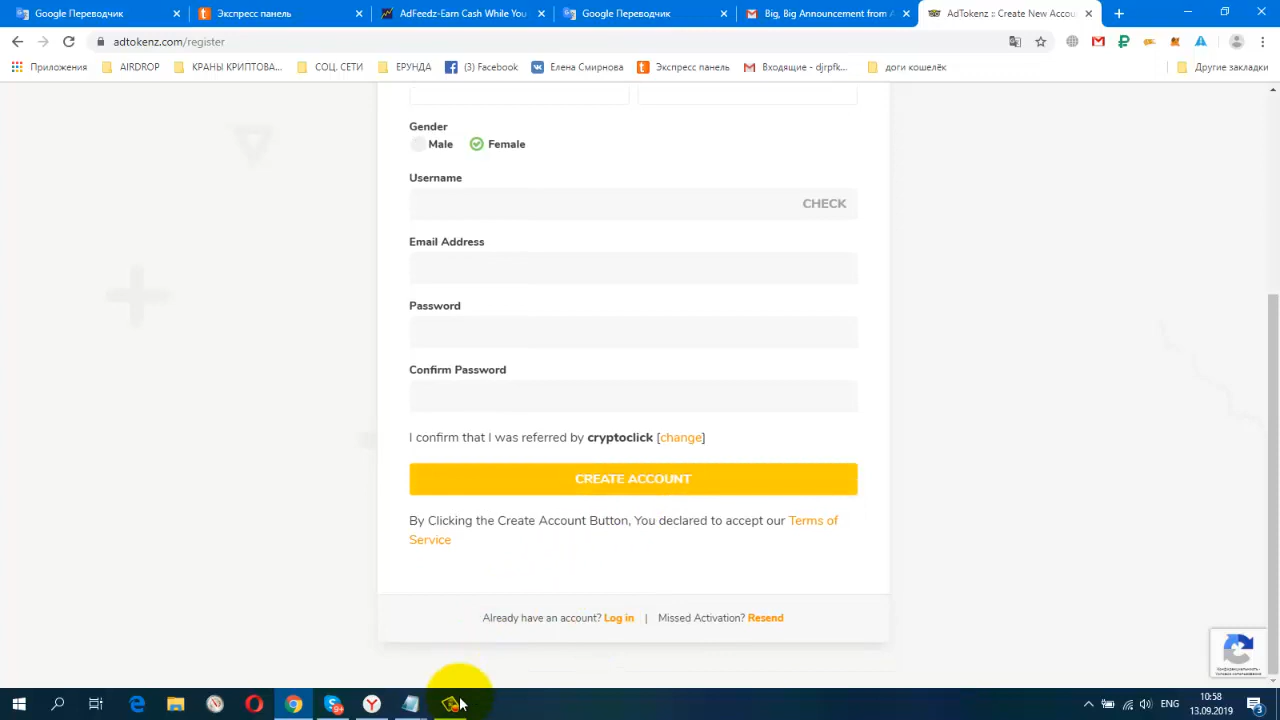 Google Переводчик
Экспресс панель
AdFeedz-Earn Cash While You
Google Переводчик
Big, Big Announcement from A
AdTokenz :: Create New Accou
adtokenz.com/register
Приложения
AIRDROP
КРАНЫ КРИПТОВА...
СОЦ. СЕТИ
ЕРУНДА
(3) Facebook
Елена Смирнова
Экспресс панель
Входящие - djrpfk...
доги кошелёк
Другие закладки
Gender
Male Female
Username
CHECK
Email Address
Password
Confirm Password
I confirm that I was referred by cryptoclick [change]
CREATE ACCOUNT
By Clicking the Create Account Button, You declared to accept our Terms of
Service
Already have an account? Log in | Missed Activation? Resend
ENG
10:58
13.09.2019